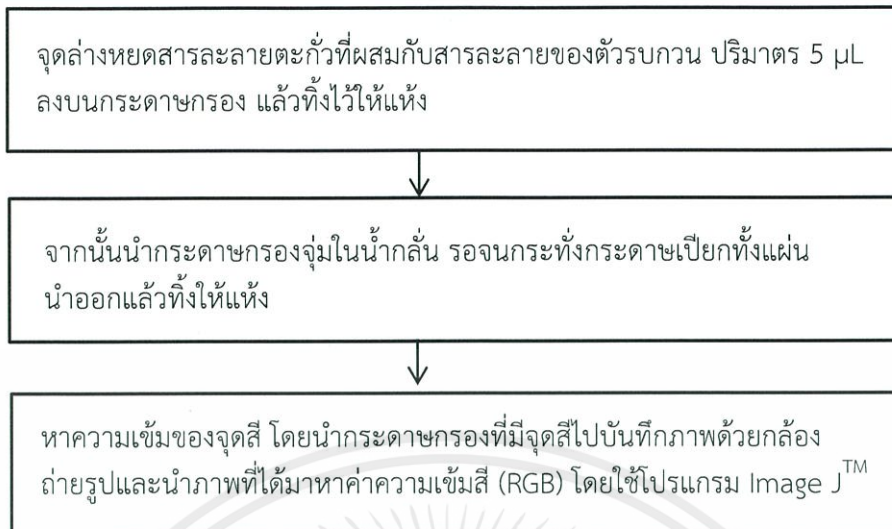 จุดล่างหยดสารละลายตะกั่วที่ผสมกับสารละลายของตัวรบกวน ปริมาตร 5 µL
ลงบนกระดาษกรอง แล้วทิ้งไว้ให้แห้ง
จากนั้นนำกระดาษกรองจุ่มในน้ำกลั่น รอจนกระทั่งกระดาษเปียกทั้งแผ่น
นำออกแล้วทิ้งให้แห้ง
หาความเข้มของจุดสี โดยนำกระดาษกรองที่มีจุดสีไปบันทึกภาพด้วยกล้อง
ถ่ายรูปและนำภาพที่ได้มาหาค่าความเข้มสี (RGB) โดยใช้โปรแกรม Image J™